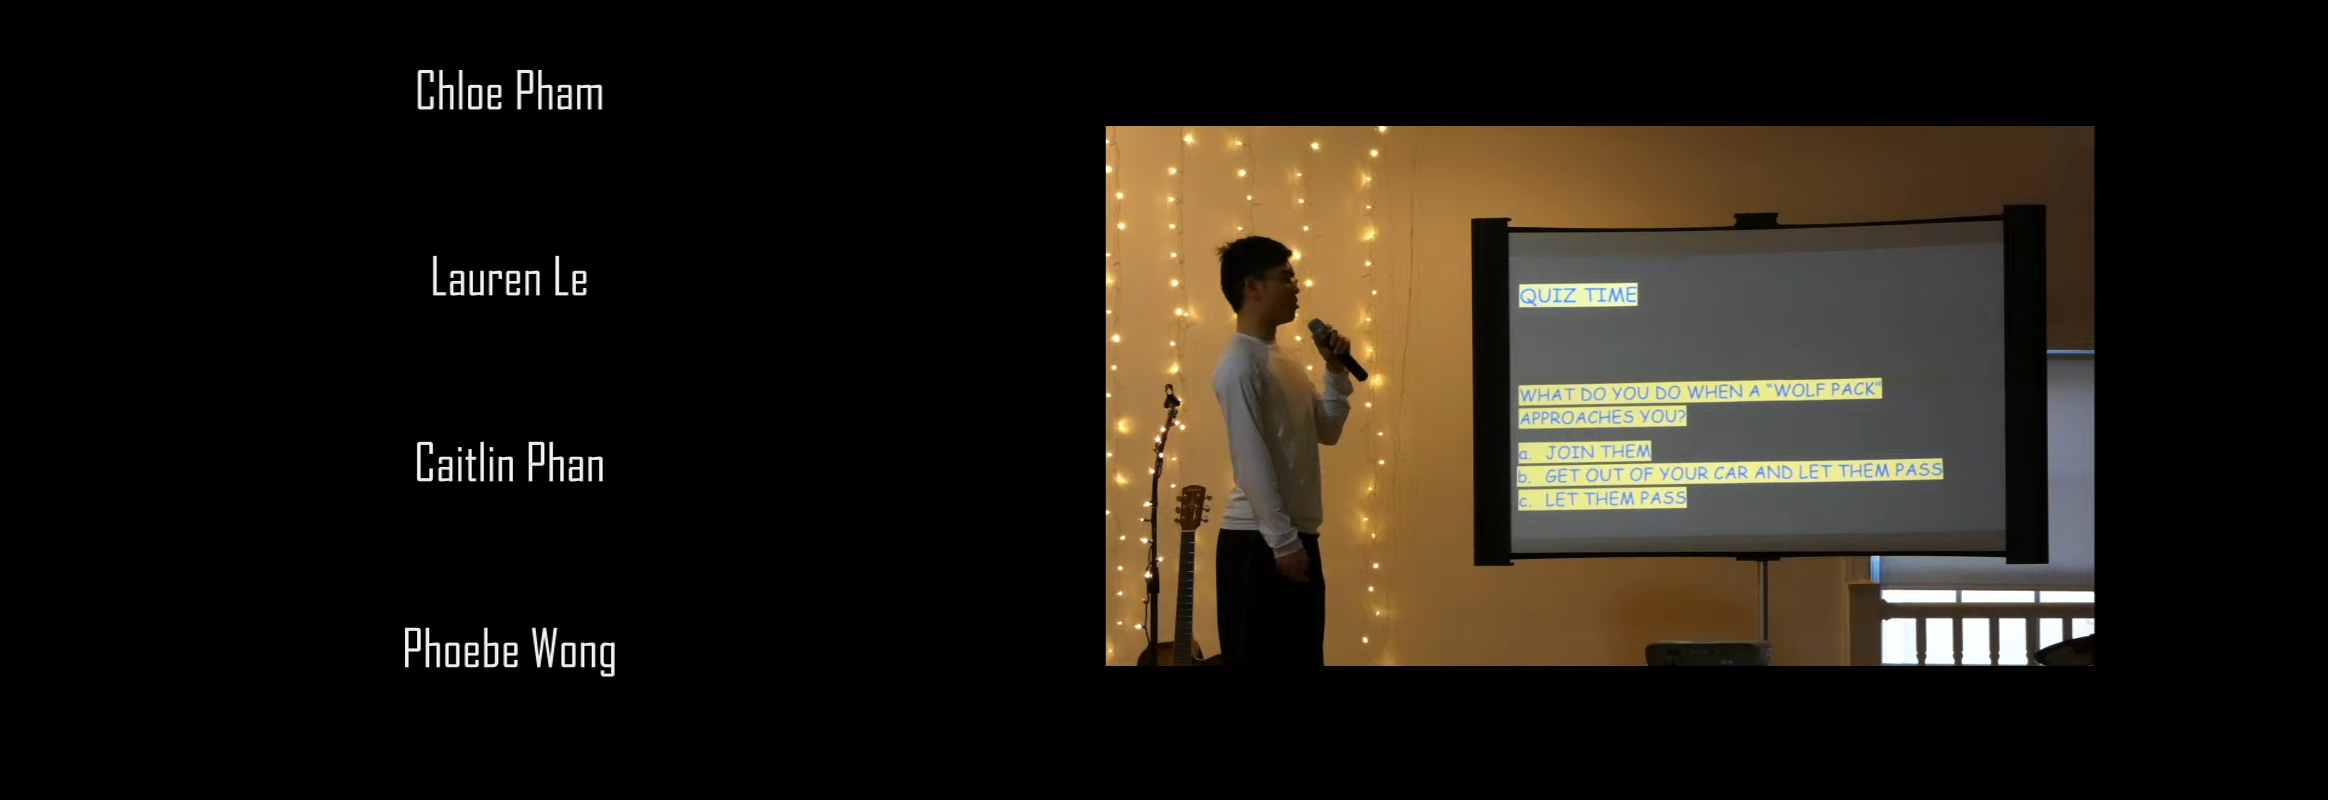 Chloe Pham
Lauren Le
Caitlin Phan
Phoebe Wong
QUIZ TIME
WHAT DO YOU DO WHEN A "WOLF PACK"
APPROACHES YOU?
a. JOIN THEM
b. GET OUT OF YOUR CAR AND LET THEM PASS
c. LET THEM PASS